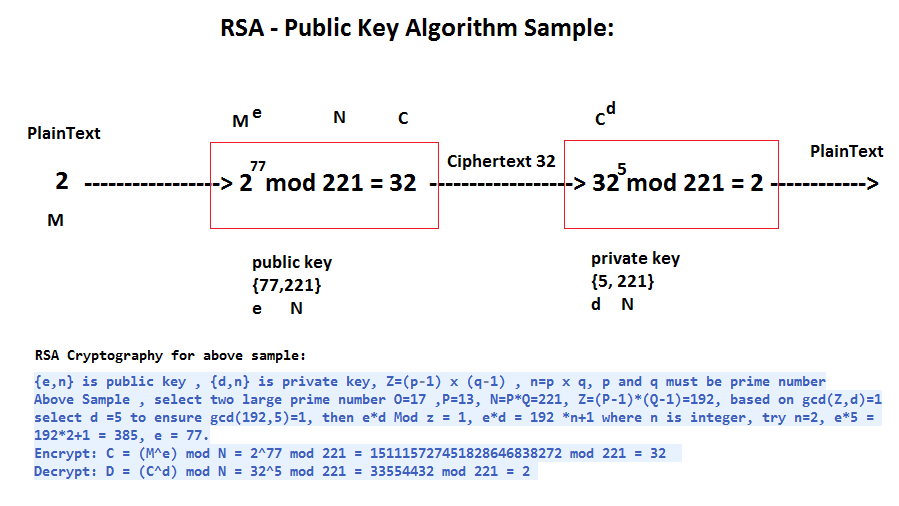 RSA - Public Key Algorithm Sample:
M^e N C C^d
PlainText Ciphertext 32 PlainText
2 ------------------> 2^77 mod 221 = 32 -------------------> 32^5 mod 221 = 2 ------------->
M
public key private key
{77,221} {5, 221}
e N d N
RSA Cryptography for above sample:
{e,n} is public key , {d,n} is private key, Z=(p-1) x (q-1) , n=p x q, p and q must be prime number
Above Sample , select two large prime number O=17 ,P=13, N=P*Q=221, Z=(P-1)*(Q-1)=192, based on gcd(Z,d)=1
select d =5 to ensure gcd(192,5)=1, then e*d Mod z = 1, e*d = 192 *n+1 where n is integer, try n=2, e*5 =
192*2+1 = 385, e = 77.
Encrypt: C = (M^e) mod N = 2^77 mod 221 = 151115727451828646838272 mod 221 = 32
Decrypt: D = (C^d) mod N = 32^5 mod 221 = 33554432 mod 221 = 2